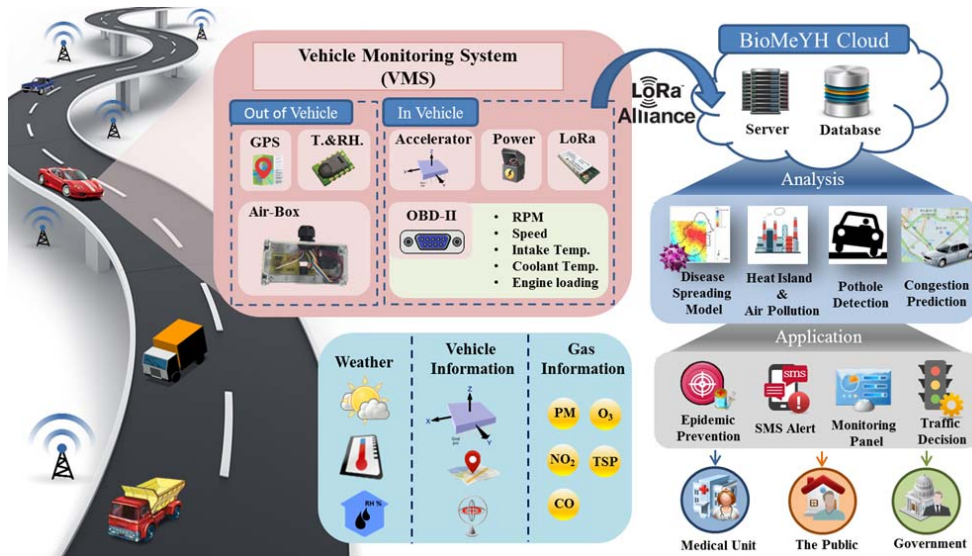 Vehicle Monitoring System
(VMS)
Out of Vehicle
In Vehicle
GPS
T.&RH.
Accelerator
Power
LoRa
Air-Box
OBD-II
• RPM
• Speed
• Intake Temp.
• Coolant Temp.
• Engine loading
LoRa
Alliance
BioMeYH Cloud
Server
Database
Analysis
Disease
Spreading
Model
Heat Island
&
Air Pollution
Pothole
Detection
Congestion
Prediction
Application
Epidemic
Prevention
sms
SMS Alert
Monitoring
Panel
Traffic
Decision
Medical Unit
The Public
Government
Weather
Vehicle
Information
Gas
Information
Z
X
Y
RH %
PM
O₃
NO₂
TSP
CO